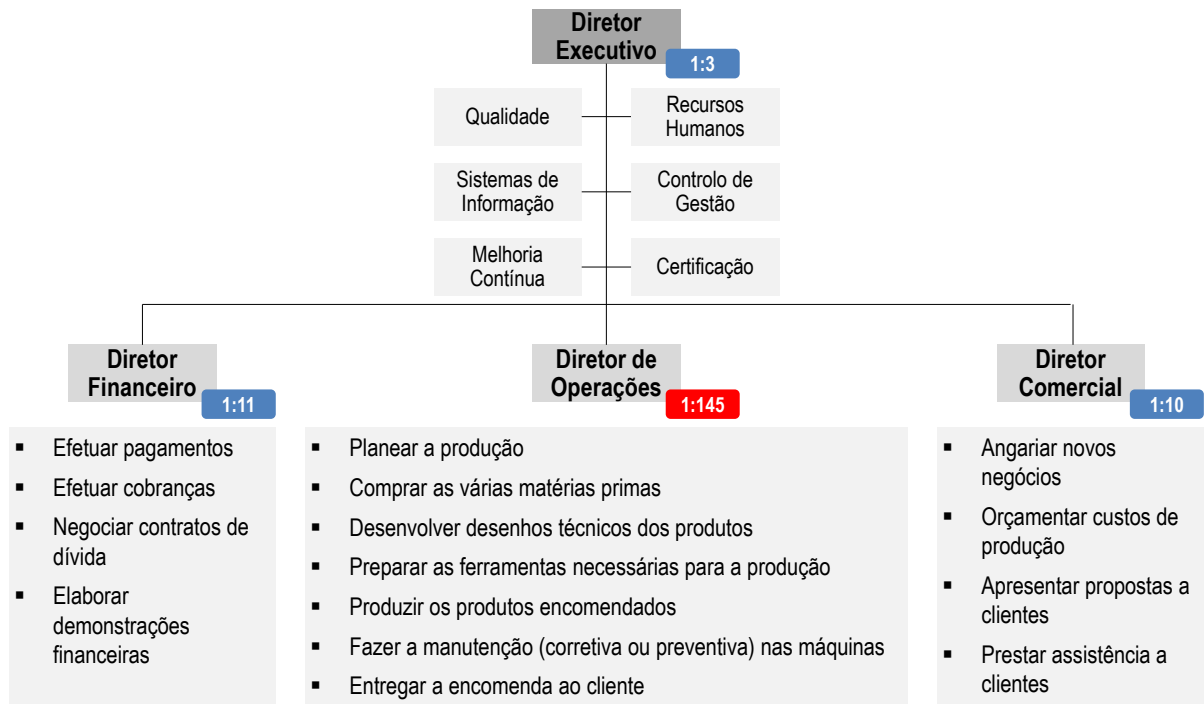 Diretor
Executivo
1:3
Qualidade
Recursos
Humanos
Sistemas de
Informação
Controlo de
Gestão
Melhoria
Contínua
Certificação
Diretor
Financeiro
1:11
▪ Efetuar pagamentos
▪ Efetuar cobranças
▪ Negociar contratos de
dívida
▪ Elaborar
demonstrações
financeiras
Diretor de
Operações
1:145
▪ Planear a produção
▪ Comprar as várias matérias primas
▪ Desenvolver desenhos técnicos dos produtos
▪ Preparar as ferramentas necessárias para a produção
▪ Produzir os produtos encomendados
▪ Fazer a manutenção (corretiva ou preventiva) nas máquinas
▪ Entregar a encomenda ao cliente
Diretor
Comercial
1:10
▪ Angariar novos
negócios
▪ Orçamentar custos de
produção
▪ Apresentar propostas a
clientes
▪ Prestar assistência a
clientes